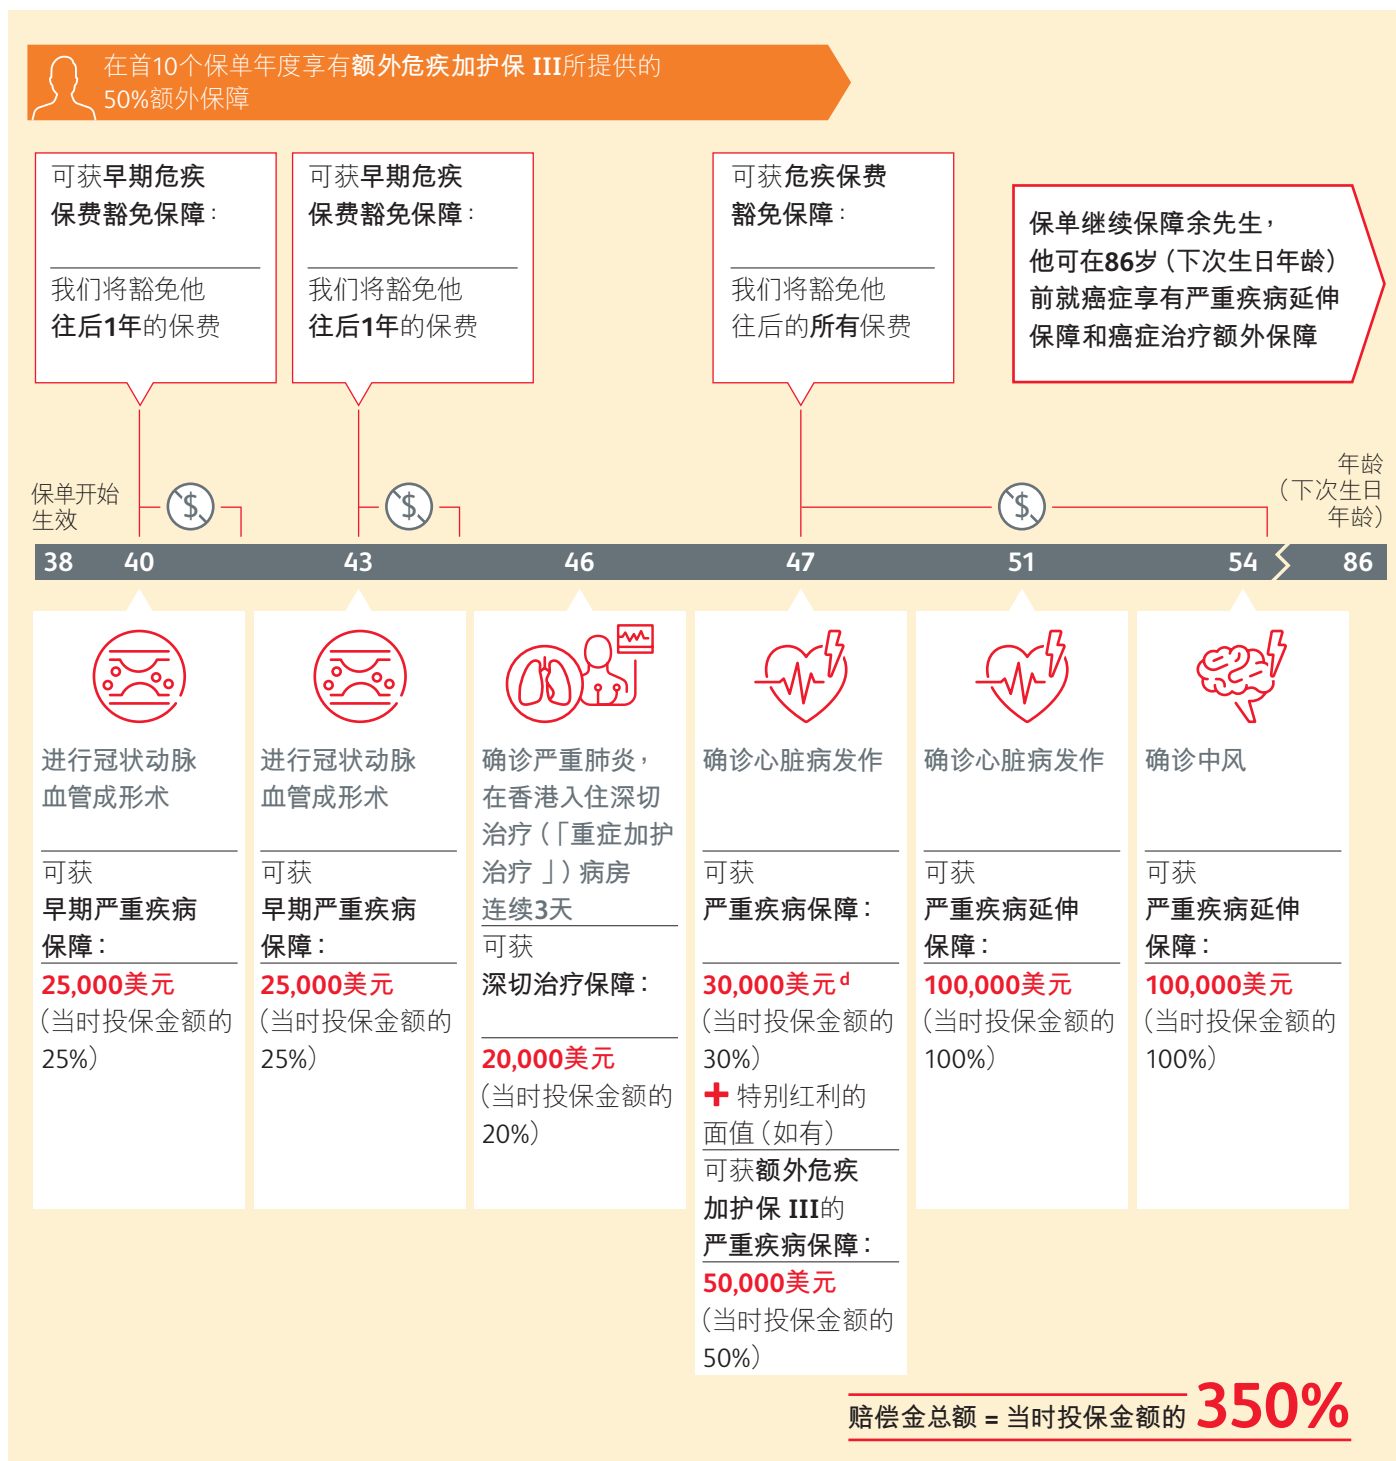 在首10个保单年度享有额外危疾加护保 III所提供的
50%额外保障
可获早期危疾
保费豁免保障：
我们将豁免他
往后1年的保费
可获早期危疾
保费豁免保障：
我们将豁免他
往后1年的保费
可获危疾保费
豁免保障：
我们将豁免他
往后的所有保费
保单继续保障余先生，
他可在86岁（下次生日年龄）
前就癌症享有严重疾病延伸
保障和癌症治疗额外保障
保单开始
生效
年龄
（下次生日
年龄）
$ $ $
38 40 43 46 47 51 54 86
进行冠状动脉
血管成形术
可获
早期严重疾病
保障：
25,000美元
（当时投保金额的
25%）
进行冠状动脉
血管成形术
可获
早期严重疾病
保障：
25,000美元
（当时投保金额的
25%）
确诊严重肺炎，
在香港入住深切
治疗（「重症加护
治疗」）病房
连续3天
可获
深切治疗保障：
20,000美元
（当时投保金额的
20%）
确诊心脏病发作
可获
严重疾病保障：
30,000美元 d
（当时投保金额的
30%）
+ 特别红利的
面值（如有）
可获额外危疾
加护保 III的
严重疾病保障：
50,000美元
（当时投保金额的
50%）
确诊心脏病发作
可获
严重疾病延伸
保障：
100,000美元
（当时投保金额的
100%）
确诊中风
可获
严重疾病延伸
保障：
100,000美元
（当时投保金额的
100%）
赔偿金总额 = 当时投保金额的 350%